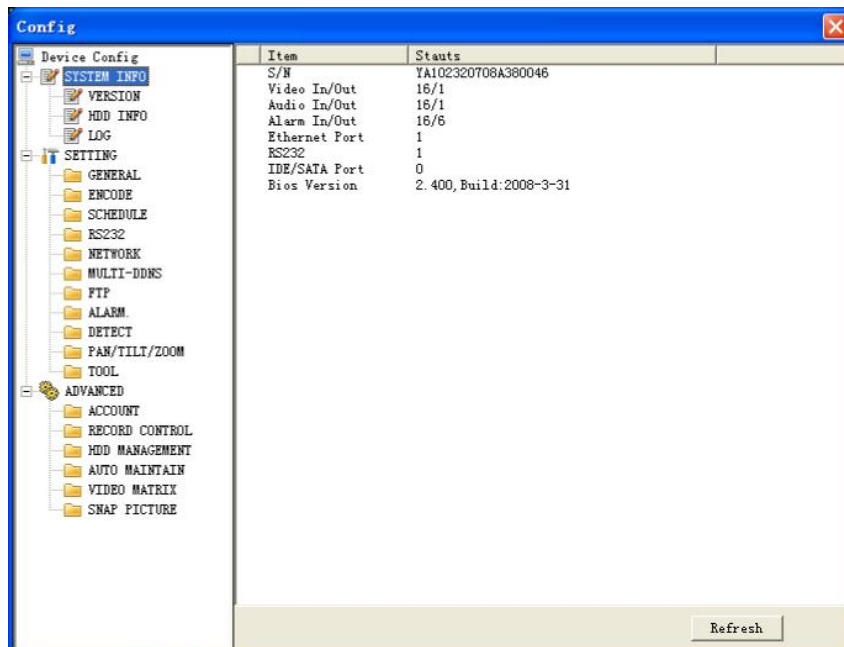 Config
Device Config
SYSTEM INFO
VERSION
HDD INFO
LOG
SETTING
GENERAL
ENCODE
SCHEDULE
RS232
NETWORK
MULTI-DDNS
FTP
ALARM.
DETECT
PAN/TILT/ZOOM
TOOL
ADVANCED
ACCOUNT
RECORD CONTROL
HDD MANAGEMENT
AUTO MAINTAIN
VIDEO MATRIX
SNAP PICTURE
Item Stauts
S/N YA102320708A380046
Video In/Out 16/1
Audio In/Out 16/1
Alarm In/Out 16/6
Ethernet Port 1
RS232 1
IDE/SATA Port 0
Bios Version 2.400,Build:2008-3-31
Refresh